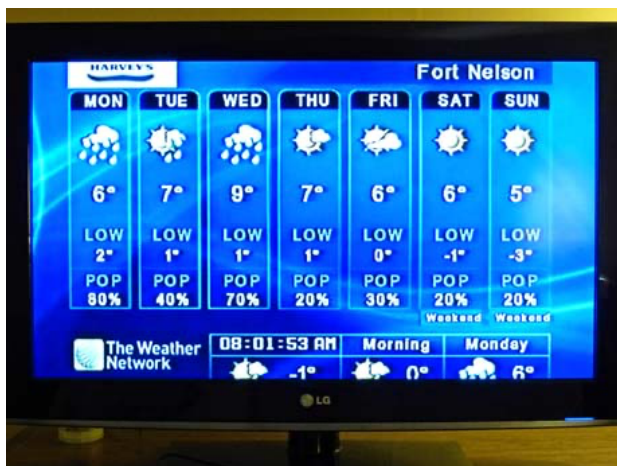 HARVEY'S
Fort Nelson
MON TUE WED THU FRI SAT SUN
6° 7° 9° 7° 6° 6° 5°
LOW LOW LOW LOW LOW LOW LOW
2° 1° 1° 1° 0° -1° -3°
POP POP POP POP POP POP POP
80% 40% 70% 20% 30% 20% 20%
Weekend Weekend
The Weather
Network
08:01:53 AM Morning Monday
-1° 0° 6°
LG